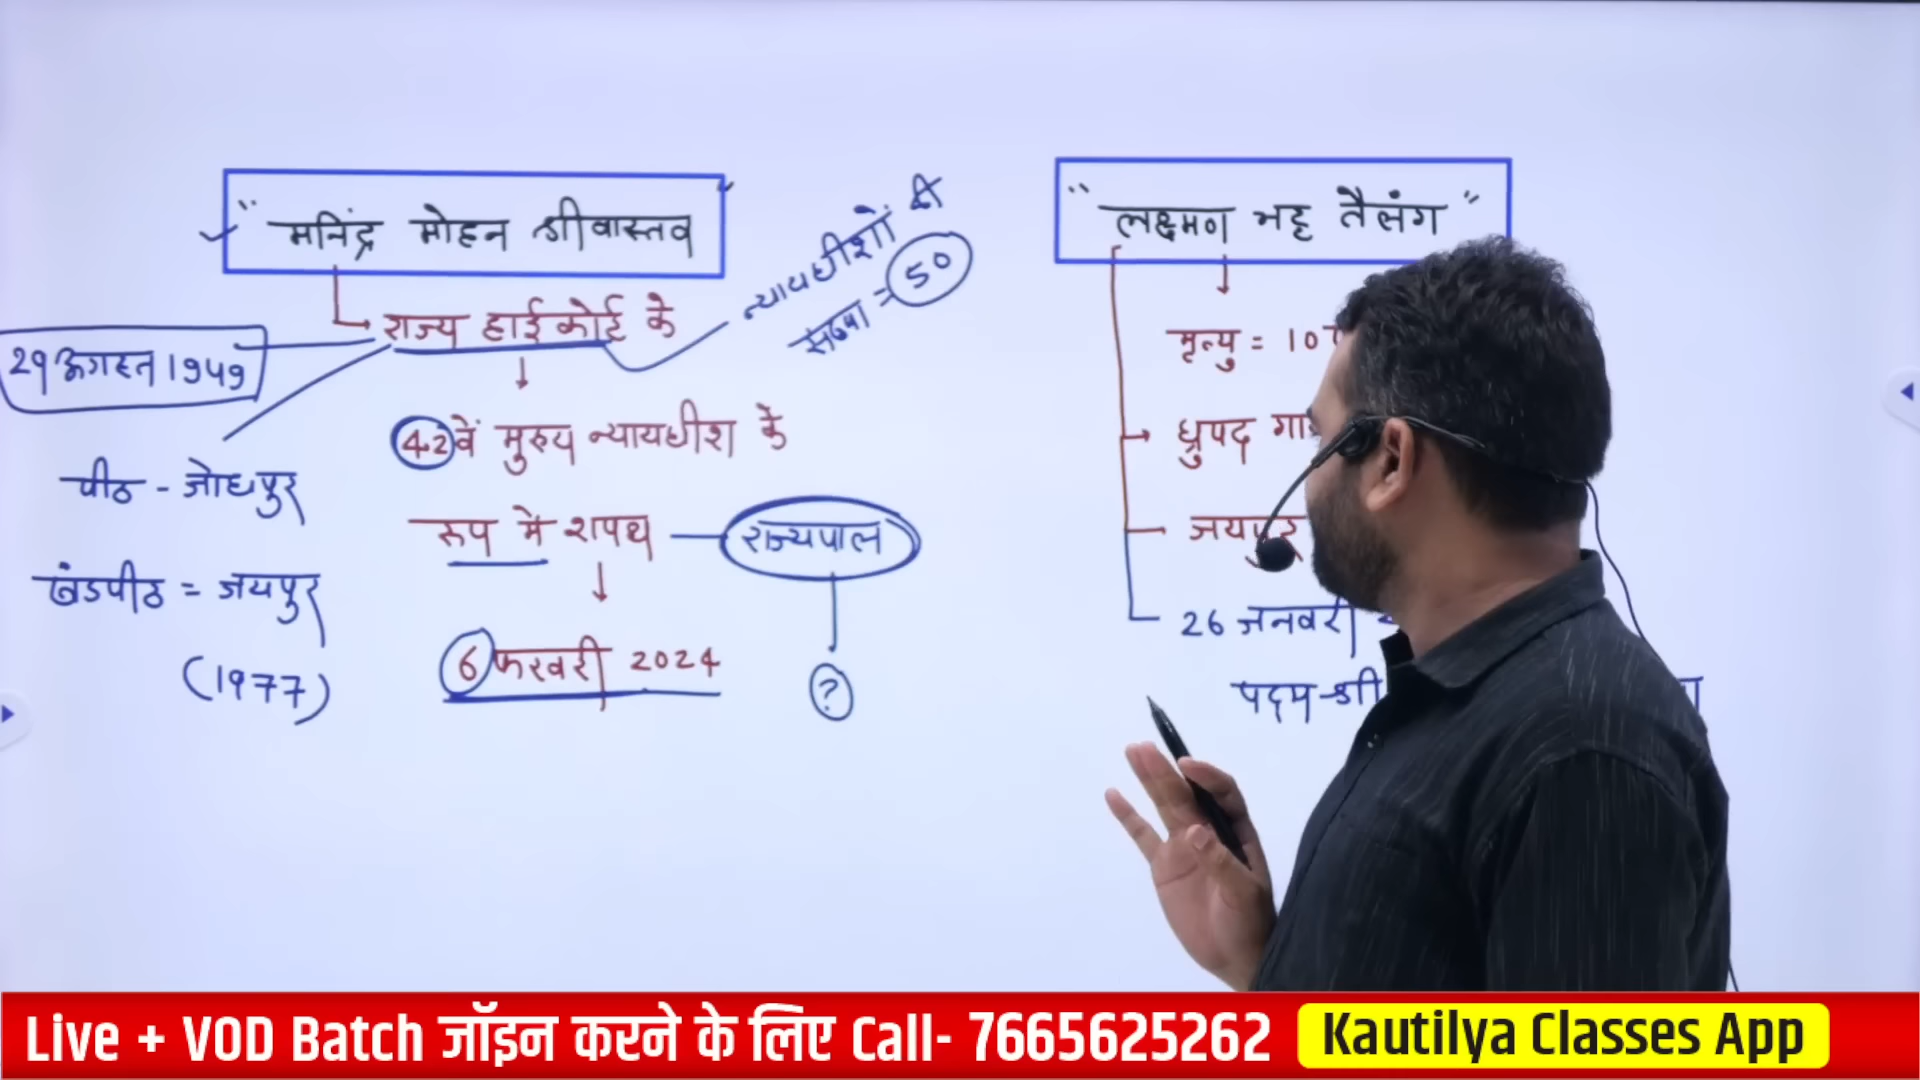 " मनिंद्र मोहन श्रीवास्तव "
राज्य हाईकोर्ट के
न्यायधीशों की
संख्या = 50
29 अगस्त 1949
42वें मुख्य न्यायधीश के
पीठ - जोधपुर
रूप में शपथ — राज्यपाल
खंडपीठ = जयपुर
(1977)
6 फरवरी 2024
?
" लक्ष्मण भट्ट तैलंग "
मृत्यु = 10
ध्रुपद
जयपुर
26 जनवरी
पद्म-श्री
Live + VOD Batch जॉइन करने के लिए Call- 7665625262
Kautilya Classes App